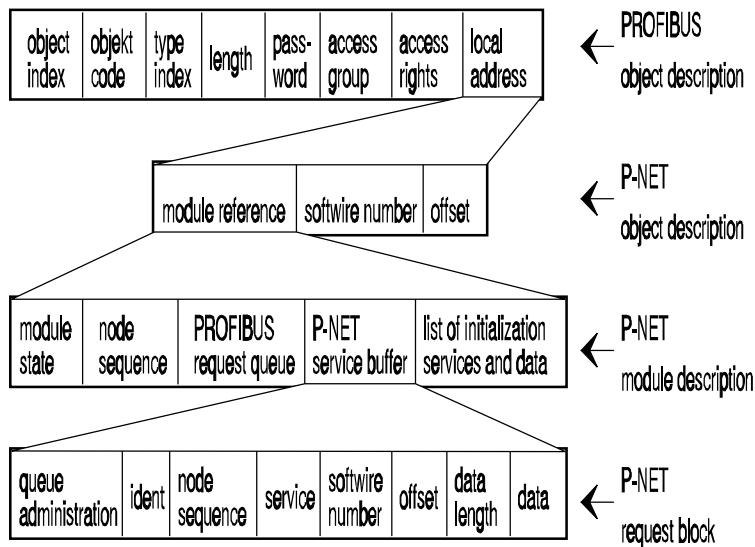 object index
objekt code
type index
length
pass-word
access group
access rights
local address
PROFIBUS
object description
module reference
softwire number
offset
P-NET
object description
module state
node sequence
PROFIBUS request queue
P-NET service buffer
list of initialization services and data
P-NET
module description
queue administration
ident
node sequence
service
softwire number
offset
data length
data
P-NET
request block